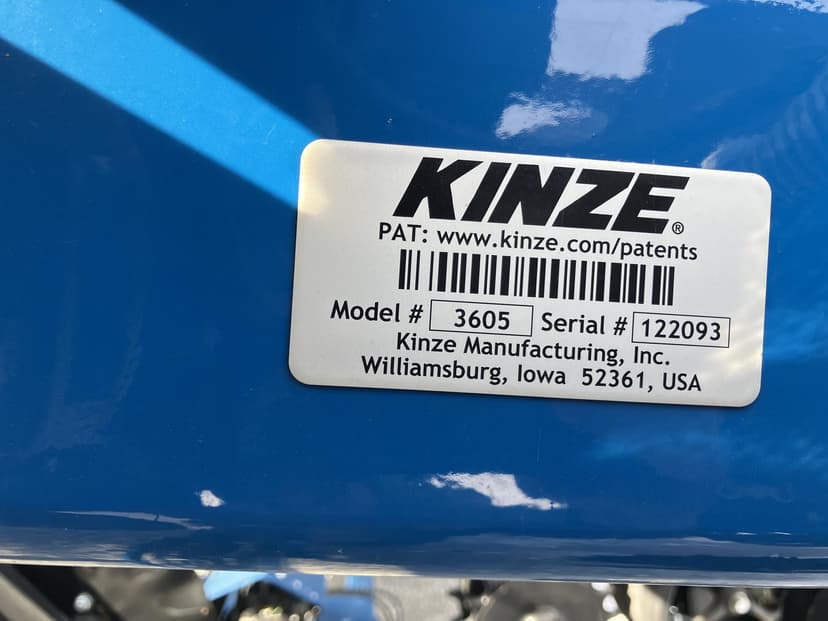 KINZE®
PAT: www.kinze.com/patents
Model # 3605 Serial # 122093
Kinze Manufacturing, Inc.
Williamsburg, Iowa 52361, USA